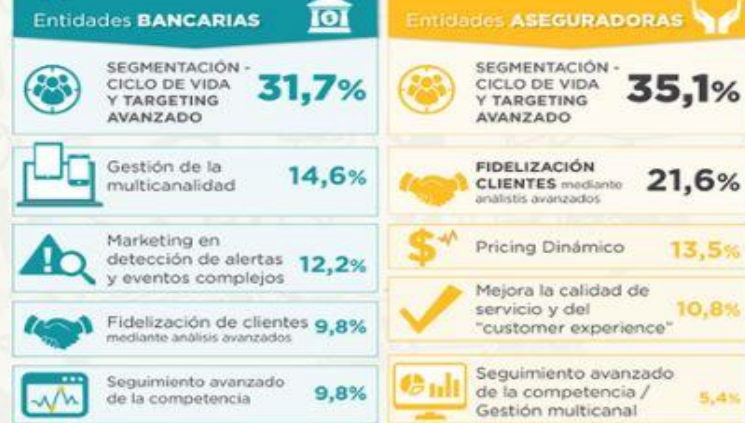 Entidades BANCARIAS
SEGMENTACIÓN -
CICLO DE VIDA
Y TARGETING
AVANZADO
31,7%
Gestión de la
multicanalidad
14,6%
Marketing en
detección de alertas
y eventos complejos
12,2%
Fidelización de clientes
mediante análisis avanzados
9,8%
Seguimiento avanzado
de la competencia
9,8%
Entidades ASEGURADORAS
SEGMENTACIÓN -
CICLO DE VIDA
Y TARGETING
AVANZADO
35,1%
FIDELIZACIÓN
CLIENTES mediante
análistis avanzados
21,6%
Pricing Dinámico
13,5%
Mejora la calidad de
servicio y del
"customer experience"
10,8%
Seguimiento avanzado
de la competencia /
Gestión multicanal
5,4%